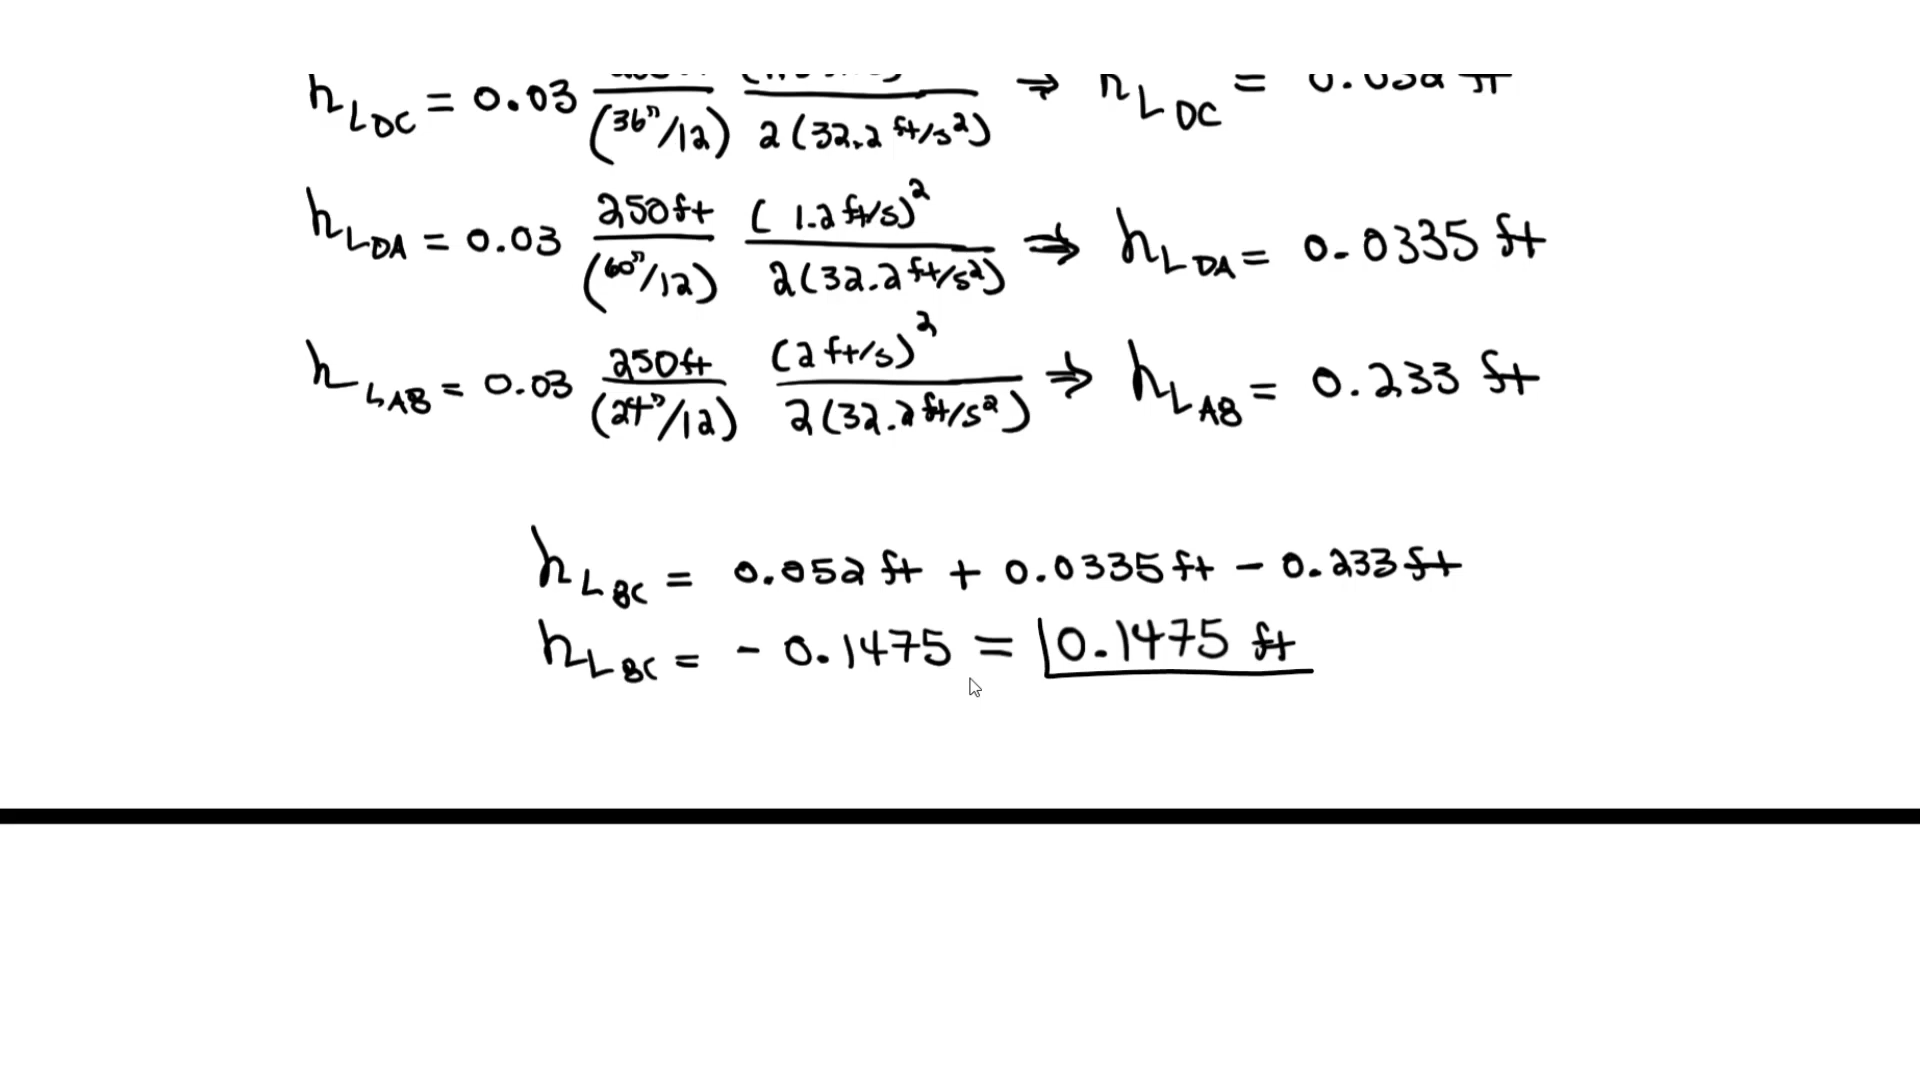 h_LDC = 0.03 /(36"/12) /2(32.2 ft/s²) ⇒ h_LDC = 0.052 ft
h_LDA = 0.03 250ft/(60"/12) (1.2 ft/s)²/2(32.2 ft/s²) ⇒ h_LDA = 0.0335 ft
h_LAB = 0.03 250ft/(24"/12) (2 ft/s)²/2(32.2 ft/s²) ⇒ h_LAB = 0.233 ft
h_LBC = 0.052 ft + 0.0335 ft - 0.233 ft
h_LBC = - 0.1475 = 0.1475 ft